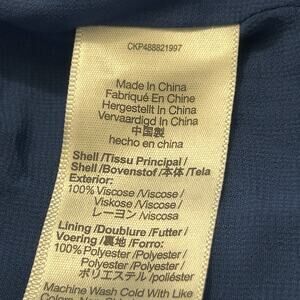 CKP488821997
Made In China
Fabriqué En Chine
Hergestellt In China
Vervaardigd In China
中国製
hecho en china
Shell /Tissu Principal /
Shell /Bovenstof /本体 /Tela
Exterior:
100% Viscose /Viscose /
Viskose /Viscose /
レーヨン /viscosa
Lining /Doublure /Futter /
Voering /裏地 /Forro:
100% Polyester /Polyester /
Polyester /Polyester /
ポリエステル /poliéster
Machine Wash Cold With Like